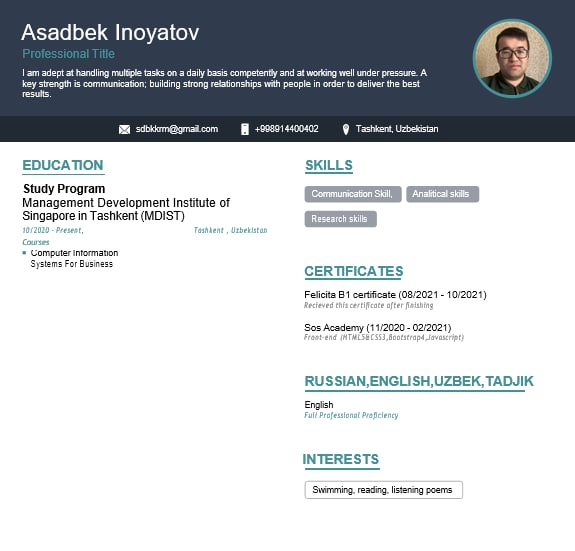 Asadbek Inoyatov
Professional Title
I am adept at handling multiple tasks on a daily basis competently and at working well under pressure. A
key strength is communication; building strong relationships with people in order to deliver the best
results.
sdbkkrm@gmail.com
+998914400402
Tashkent, Uzbekistan
EDUCATION
Study Program
Management Development Institute of
Singapore in Tashkent (MDIST)
10/2020 - Present, Tashkent , Uzbekistan
Courses
Computer Information
Systems For Business
SKILLS
Communication Skill,
Analitical skills
Research skills
CERTIFICATES
Felicita B1 certificate (08/2021 - 10/2021)
Recieved this certificate after finishing
Sos Academy (11/2020 - 02/2021)
Front-end (HTML5&CSS3,Bootstrap4,Javascript)
RUSSIAN,ENGLISH,UZBEK,TADJIK
English
Full Professional Proficiency
INTERESTS
Swimming, reading, listening poems